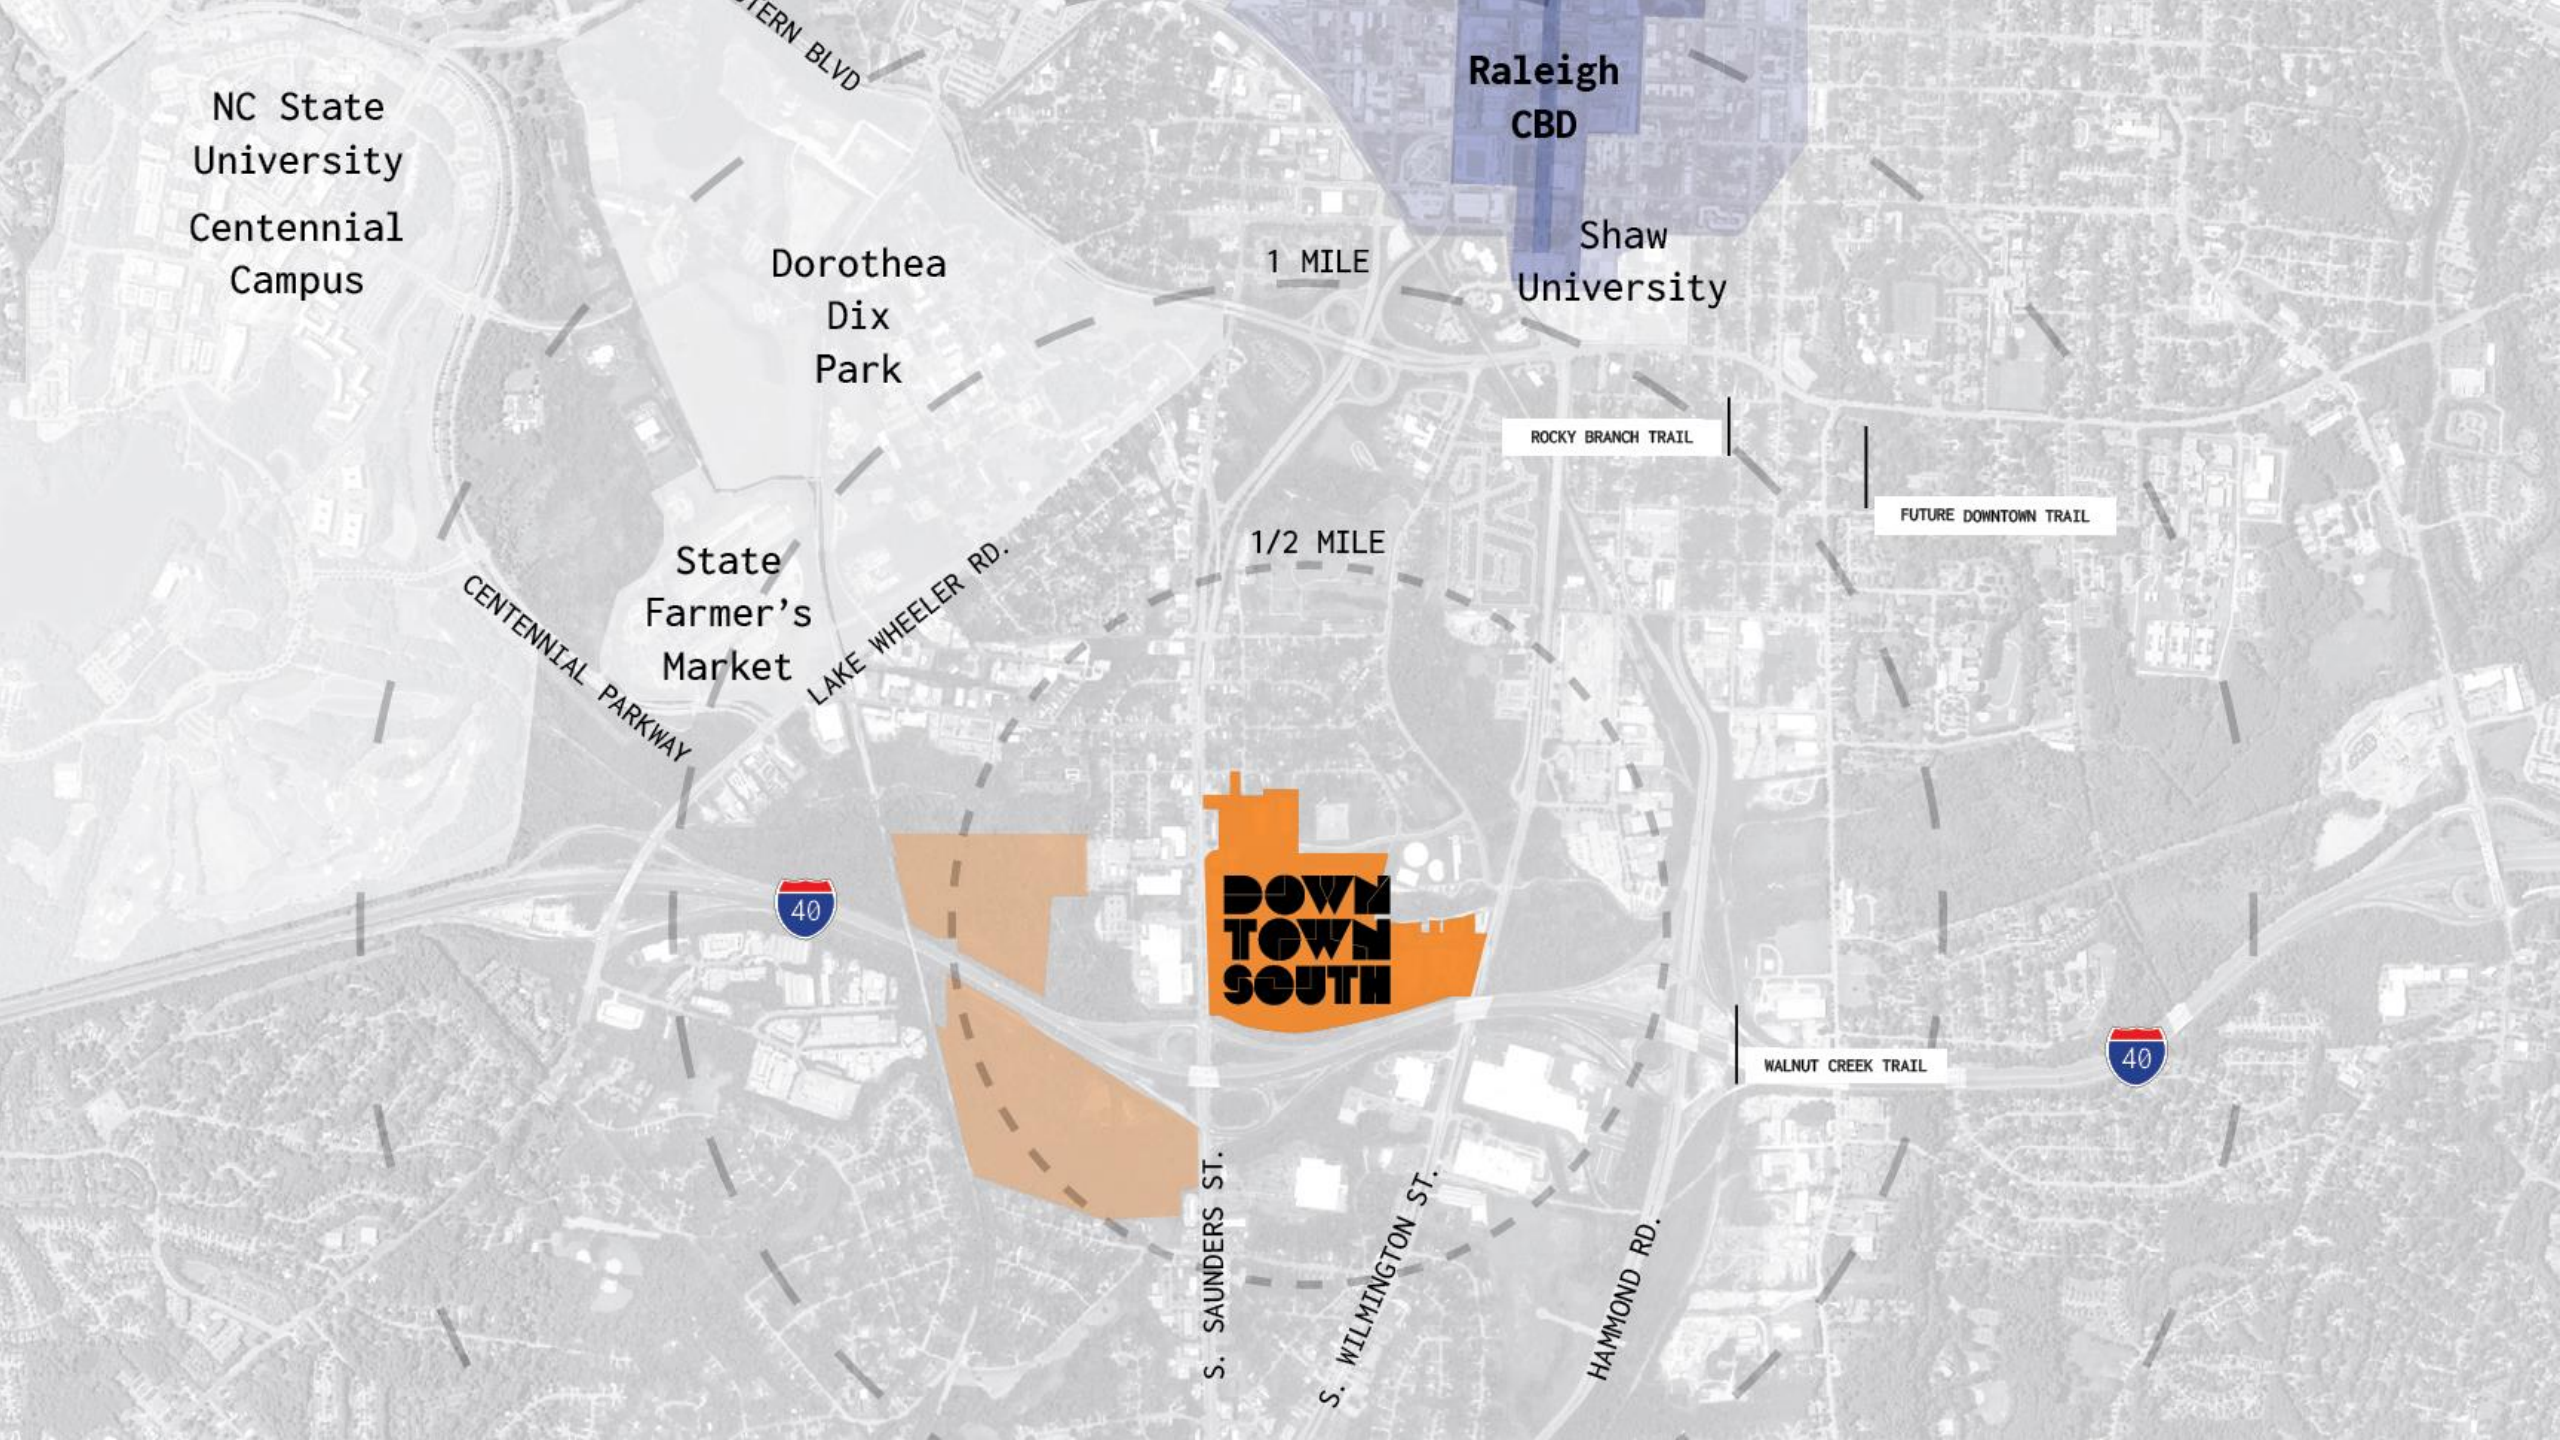 TERN BLVD
Raleigh
CBD
NC State
University
Centennial
Campus
Dorothea
Dix
Park
Shaw
University
1 MILE
ROCKY BRANCH TRAIL
FUTURE DOWNTOWN TRAIL
1/2 MILE
State
Farmer's
Market
LAKE WHEELER RD.
CENTENNIAL PARKWAY
40
DOWN
TOWN
SOUTH
WALNUT CREEK TRAIL
40
S. SAUNDERS ST.
S. WILMINGTON ST.
HAMMOND RD.